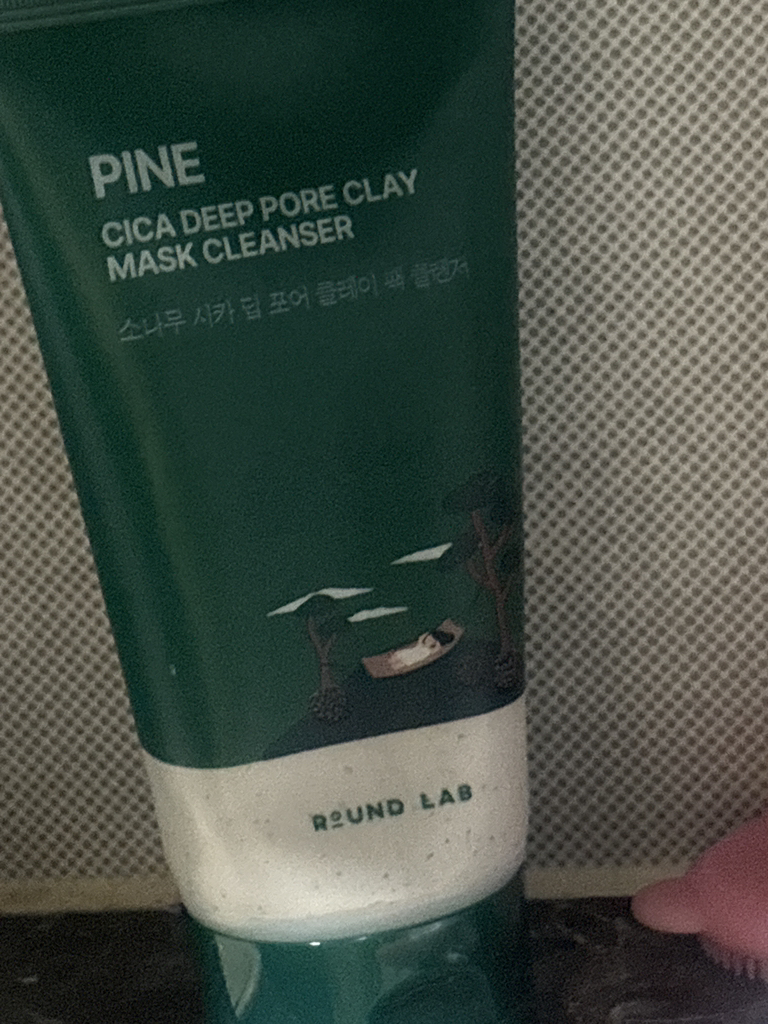 PINE
CICA DEEP PORE CLAY
MASK CLEANSER
소나무 시카 딥 포어 클레이 팩 클렌저
ROUND LAB